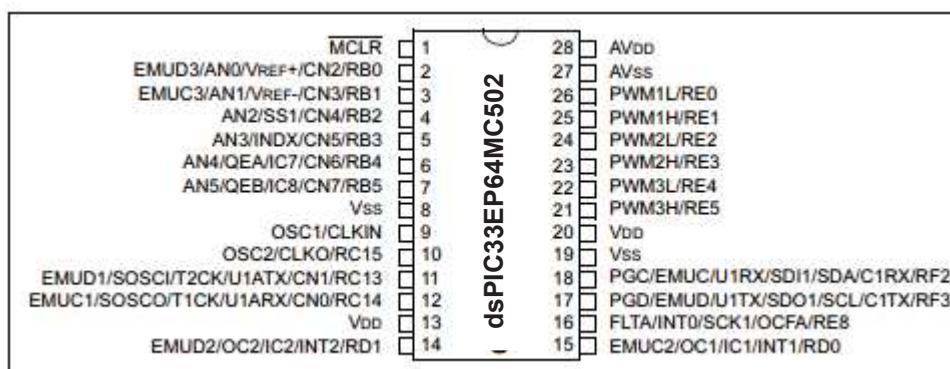 MCLR 1
EMUD3/AN0/VREF+/CN2/RB0 2
EMUC3/AN1/VREF-/CN3/RB1 3
AN2/SS1/CN4/RB2 4
AN3/INDX/CN5/RB3 5
AN4/QEA/IC7/CN6/RB4 6
AN5/QEB/IC8/CN7/RB5 7
VSS 8
OSC1/CLKIN 9
OSC2/CLKO/RC15 10
EMUD1/SOSCI/T2CK/U1ATX/CN1/RC13 11
EMUC1/SOSCO/T1CK/U1ARX/CN0/RC14 12
VDD 13
EMUD2/OC2/IC2/INT2/RD1 14
dsPIC33EP64MC502
28 AVDD
27 AVSS
26 PWM1L/RE0
25 PWM1H/RE1
24 PWM2L/RE2
23 PWM2H/RE3
22 PWM3L/RE4
21 PWM3H/RE5
20 VDD
19 VSS
18 PGC/EMUC/U1RX/SDI1/SDA/C1RX/RF2
17 PGD/EMUD/U1TX/SDO1/SCL/C1TX/RF3
16 FLTA/INT0/SCK1/OCFA/RE8
15 EMUC2/OC1/IC1/INT1/RD0